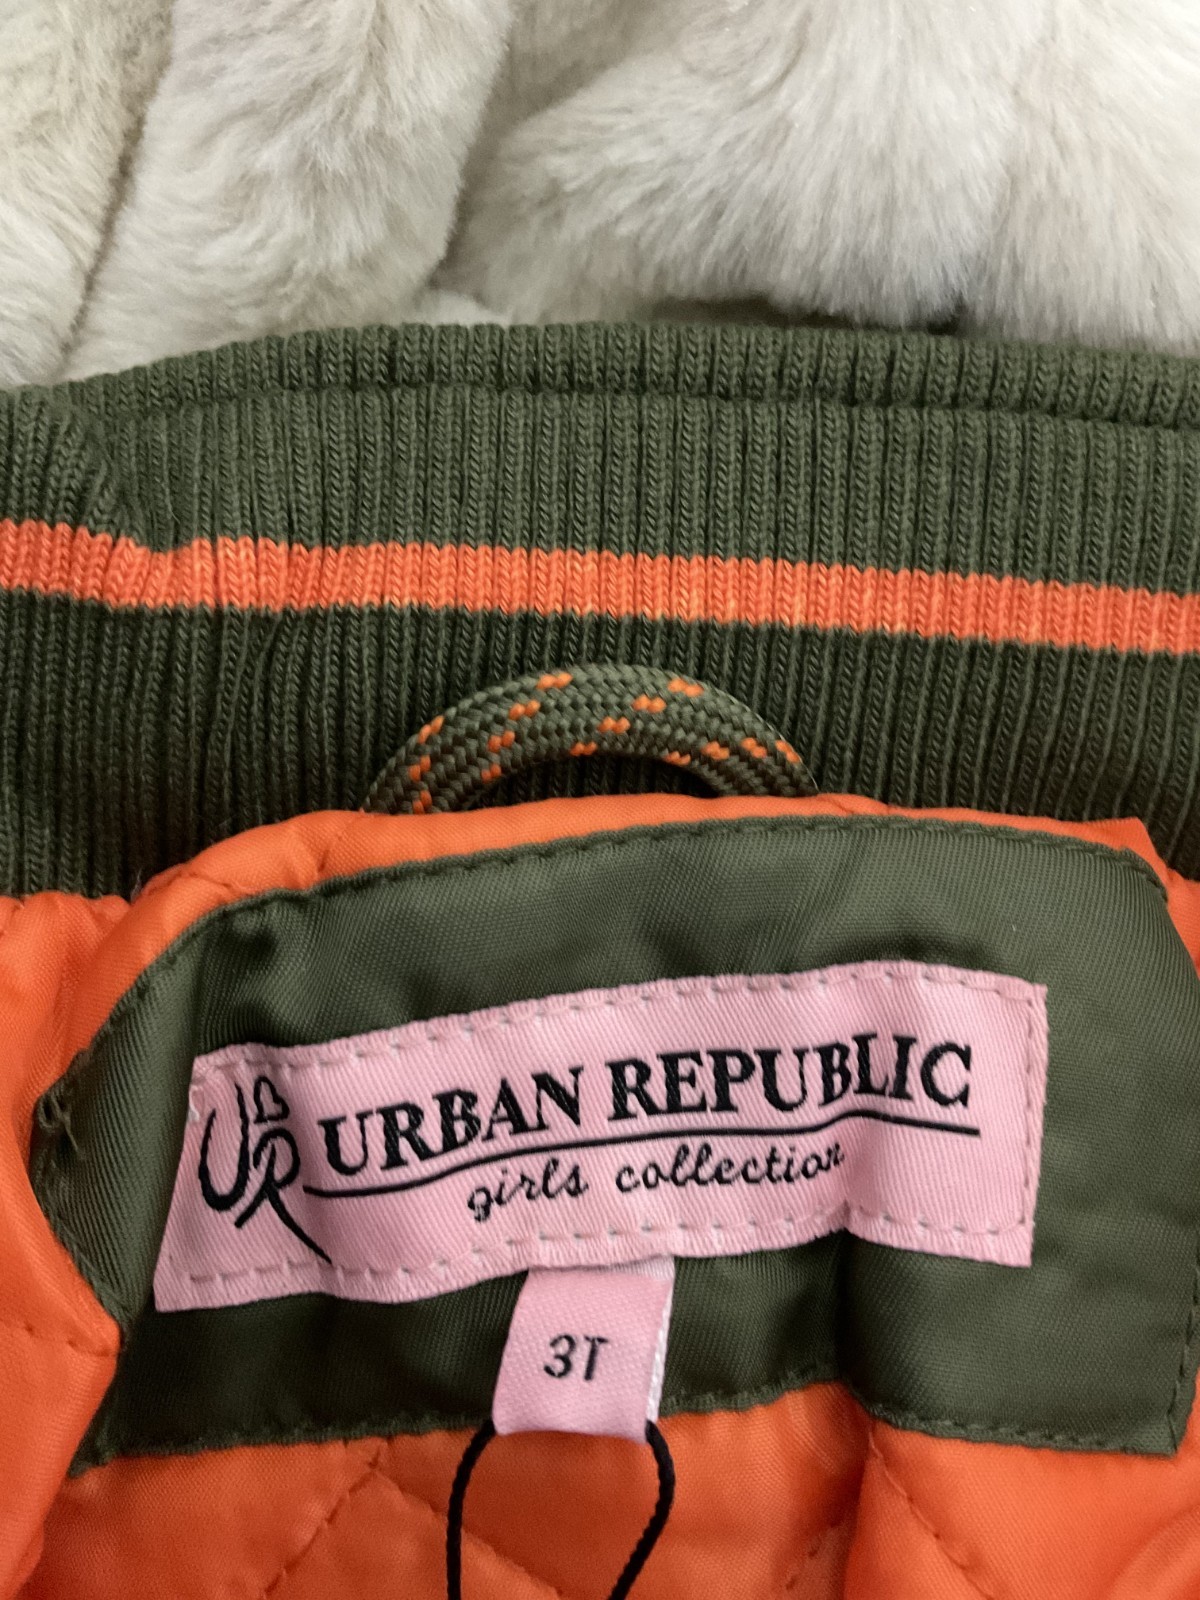 UR URBAN REPUBLIC
girls collection
3T